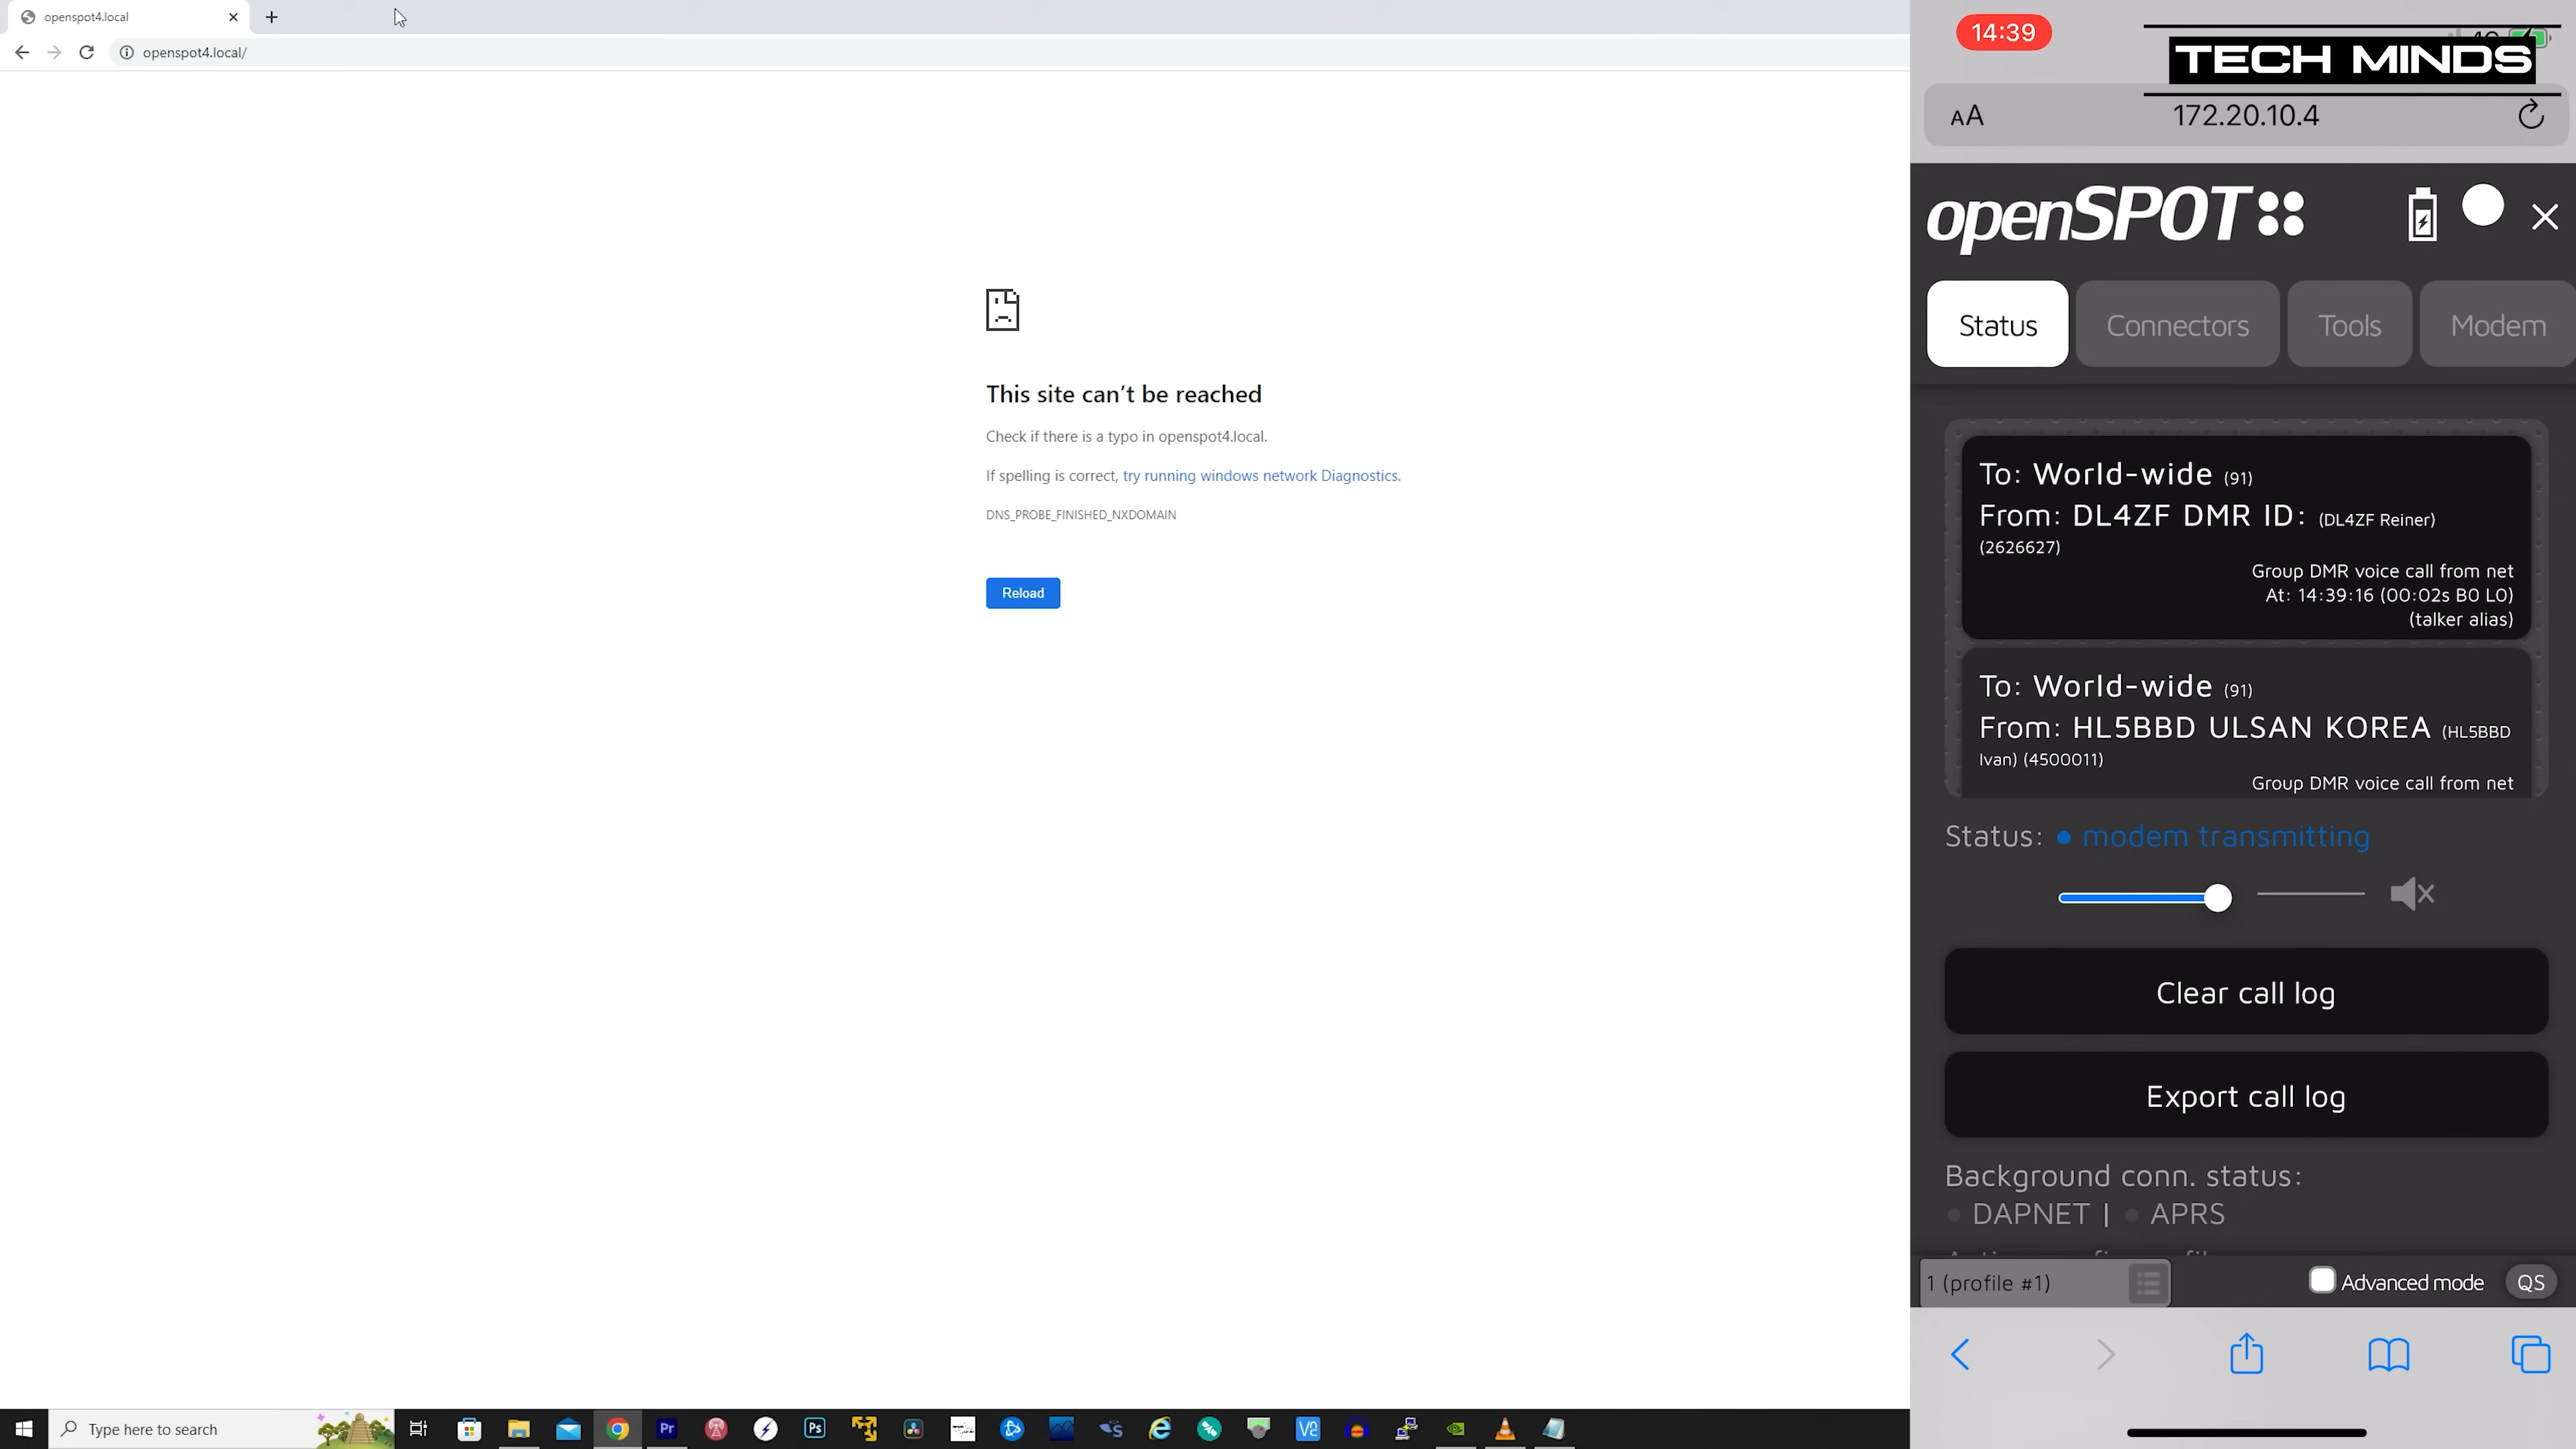 openspot4.local
openspot4.local/
This site can't be reached
Check if there is a typo in openspot4.local.
If spelling is correct, try running windows network Diagnostics.
DNS_PROBE_FINISHED_NXDOMAIN
Reload
Type here to search
Pr
Ps
14:39
TECH MINDS
AA
172.20.10.4
openSPOT
Status
Connectors
Tools
Modem
To: World-wide (91)
From: DL4ZF DMR ID: (DL4ZF Reiner)
(2626627)
Group DMR voice call from net
At: 14:39:16 (00:02s B0 L0)
(talker alias)
To: World-wide (91)
From: HL5BBD ULSAN KOREA (HL5BBD
Ivan) (4500011)
Group DMR voice call from net
Status: • modem transmitting
Clear call log
Export call log
Background conn. status:
• DAPNET | • APRS
1 (profile #1)
Advanced mode
QS